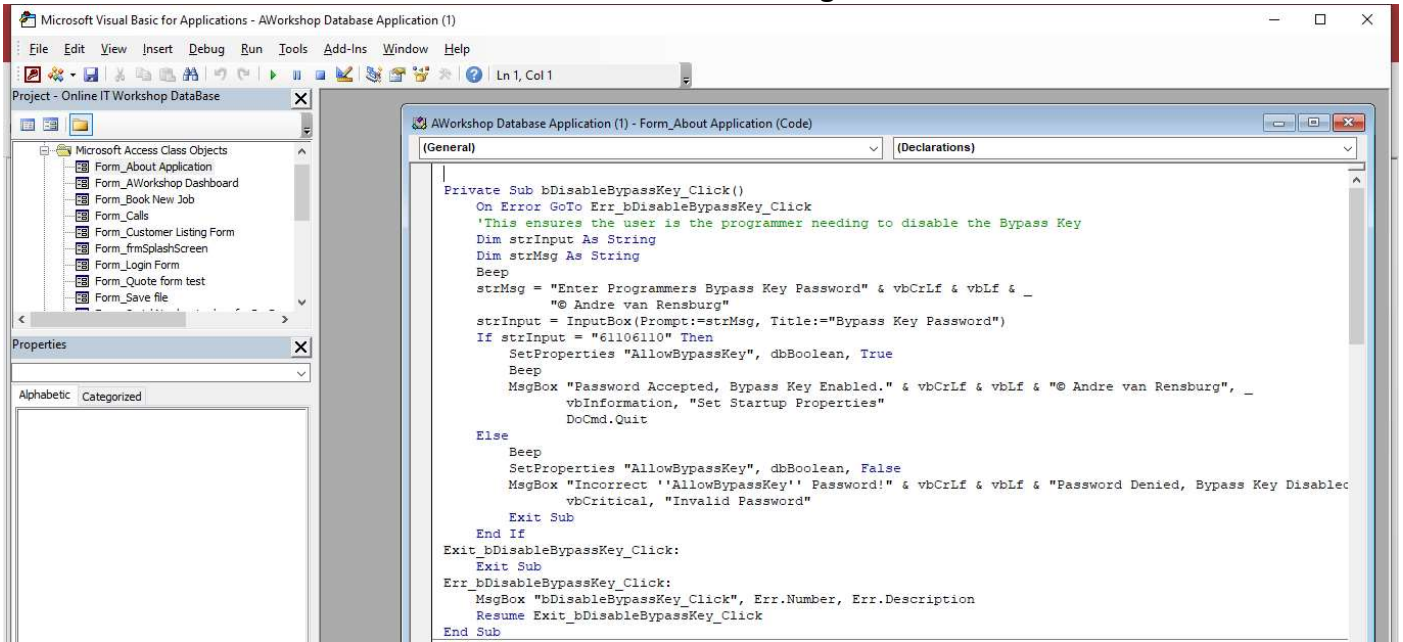 Microsoft Visual Basic for Applications - AWorkshop Database Application (1)
File Edit View Insert Debug Run Tools Add-Ins Window Help
Ln 1, Col 1
Project - Online IT Workshop DataBase
Microsoft Access Class Objects
Form_About Application
Form_AWorkshop Dashboard
Form_Book New Job
Form_Calls
Form_Customer Listing Form
Form_frmSplashScreen
Form_Login Form
Form_Quote form test
Form_Save file
Properties
Alphabetic Categorized
AWorkshop Database Application (1) - Form_About Application (Code)
(General) (Declarations)
Private Sub bDisableBypassKey_Click()
On Error GoTo Err_bDisableBypassKey_Click
'This ensures the user is the programmer needing to disable the Bypass Key
Dim strInput As String
Dim strMsg As String
Beep
strMsg = "Enter Programmers Bypass Key Password" & vbCrLf & vbLf & _
"© Andre van Rensburg"
strInput = InputBox(Prompt:=strMsg, Title:="Bypass Key Password")
If strInput = "61106110" Then
SetProperties "AllowBypassKey", dbBoolean, True
Beep
MsgBox "Password Accepted, Bypass Key Enabled." & vbCrLf & vbLf & "© Andre van Rensburg", _
vbInformation, "Set Startup Properties"
DoCmd.Quit
Else
Beep
SetProperties "AllowBypassKey", dbBoolean, False
MsgBox "Incorrect ''AllowBypassKey'' Password!" & vbCrLf & vbLf & "Password Denied, Bypass Key Disabled
vbCritical, "Invalid Password"
Exit Sub
End If
Exit_bDisableBypassKey_Click:
Exit Sub
Err_bDisableBypassKey_Click:
MsgBox "bDisableBypassKey_Click", Err.Number, Err.Description
Resume Exit_bDisableBypassKey_Click
End Sub